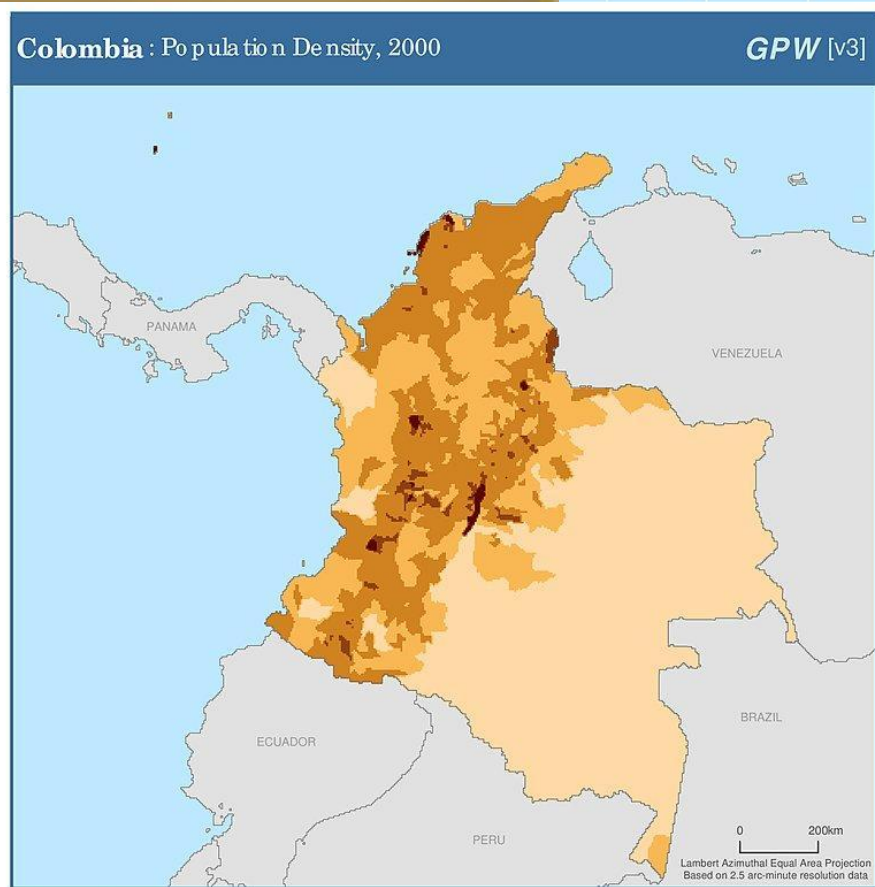 Colombia : Population Density, 2000
GPW [v3]
PANAMA
VENEZUELA
ECUADOR
BRAZIL
PERU
0 200km
Lambert Azimuthal Equal Area Projection
Based on 2.5 arc-minute resolution data